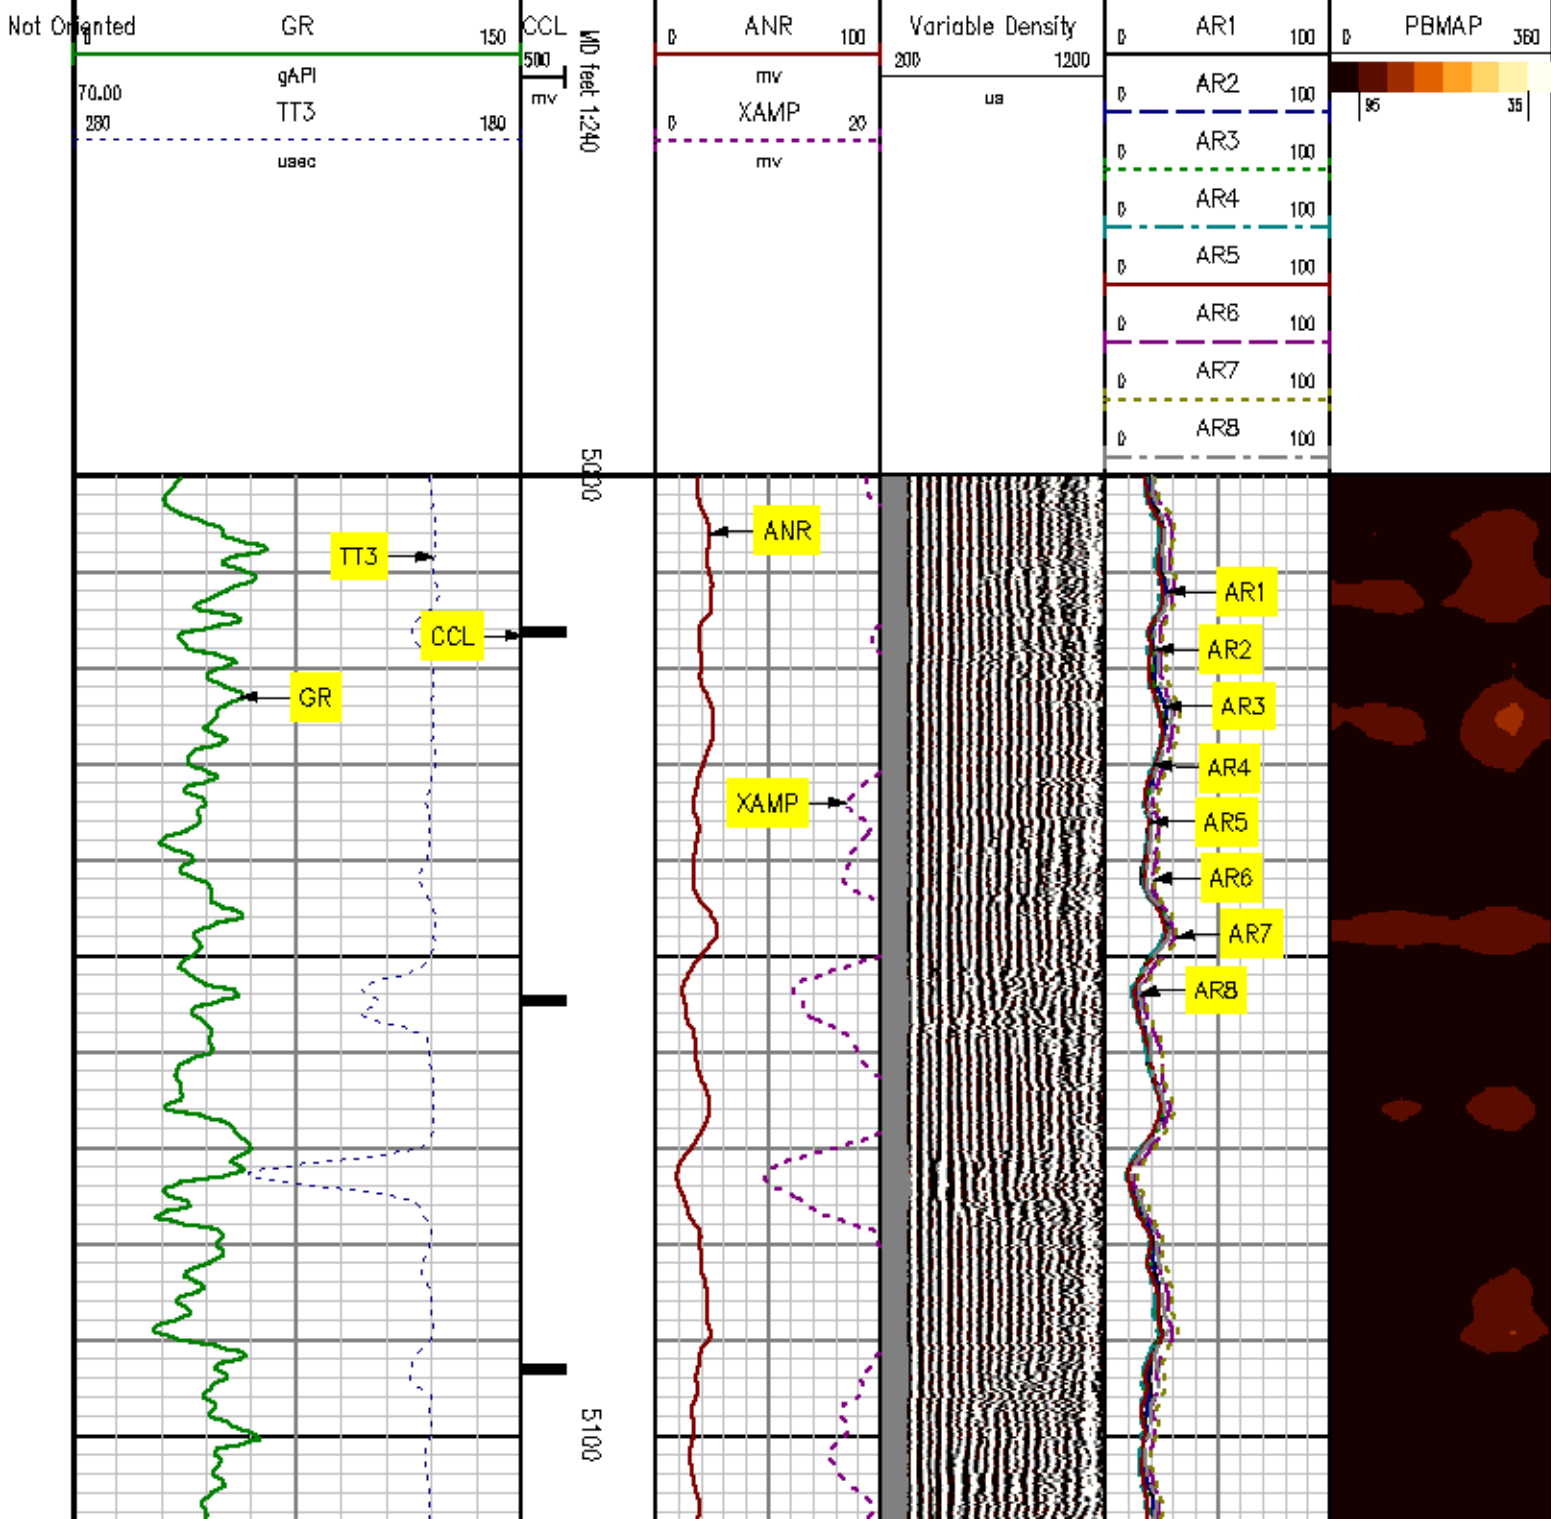 Not Oriented
0 GR 150
gAPI
70.00
280 TT3 180
usec
CCL
500
mv
MD feet 1:240
0 ANR 100
mv
0 XAMP 20
mv
Variable Density
200 1200
us
0 AR1 100
0 AR2 100
0 AR3 100
0 AR4 100
0 AR5 100
0 AR6 100
0 AR7 100
0 AR8 100
0 PBMAP 360
95 35
5000
ANR
TT3
AR1
CCL
AR2
GR
AR3
AR4
XAMP
AR5
AR6
AR7
AR8
5100